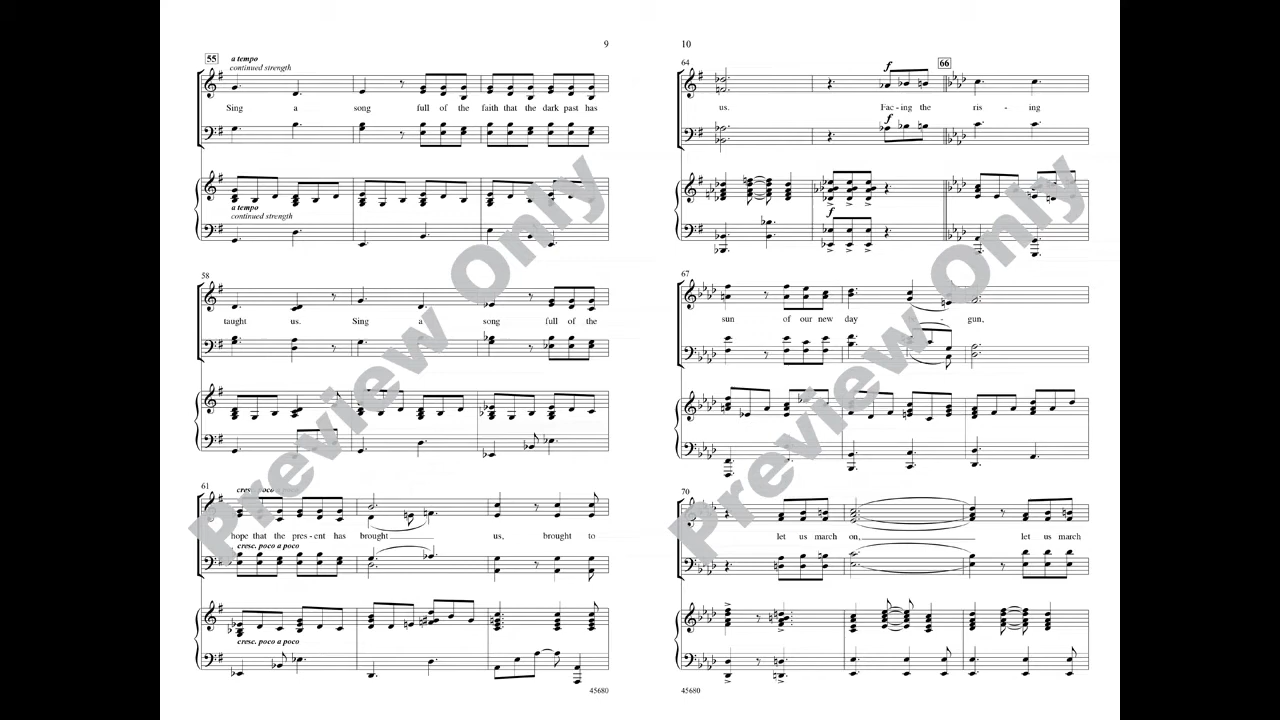 9
55
a tempo
continued strength
Sing a song full of the faith that the dark past has
a tempo
continued strength
58
taught us. Sing a song full of the
61
cresc. poco a poco
hope that the pres - ent has brought us, brought to
cresc. poco a poco
cresc. poco a poco
45680
Preview Only
10
64
66
f
us. Fac - ing the ris - ing
f
f
67
sun of our new day - gun,
70
let us march on, let us march
45680
Preview Only